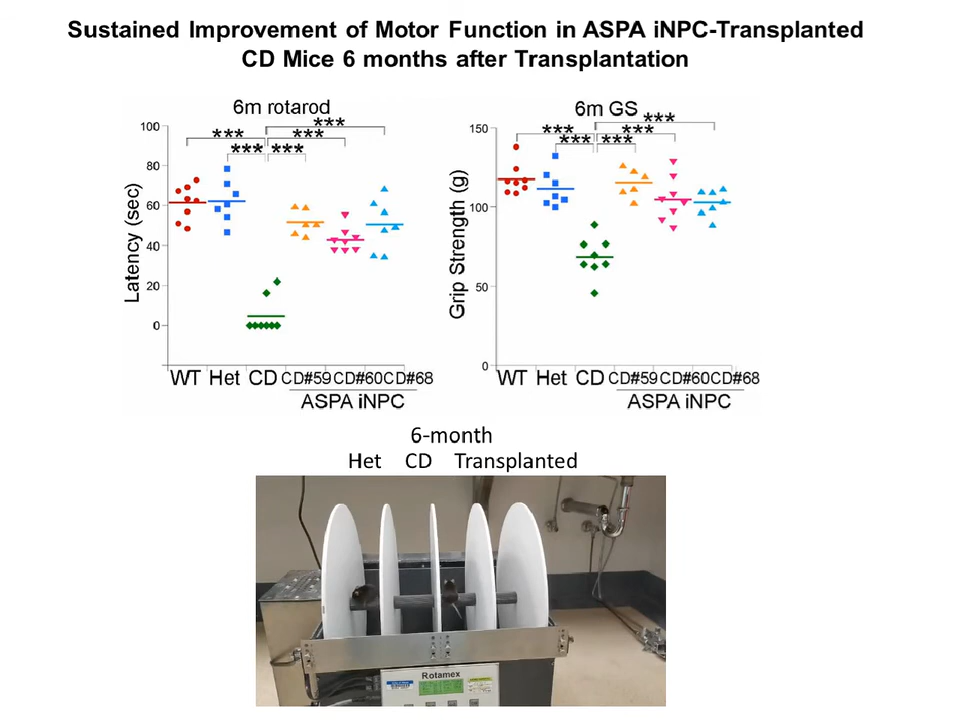 Sustained Improvement of Motor Function in ASPA iNPC-Transplanted
CD Mice 6 months after Transplantation
6m rotarod
100
80
60
40
20
0
Latency (sec)
*** *** ***
*** ***
WT Het CD CD#59 CD#60 CD#68
ASPA iNPC
6m GS
150
100
50
0
Grip Strength (g)
*** *** ***
*** ***
WT Het CD CD#59 CD#60 CD#68
ASPA iNPC
6-month
Het CD Transplanted
Rotamex